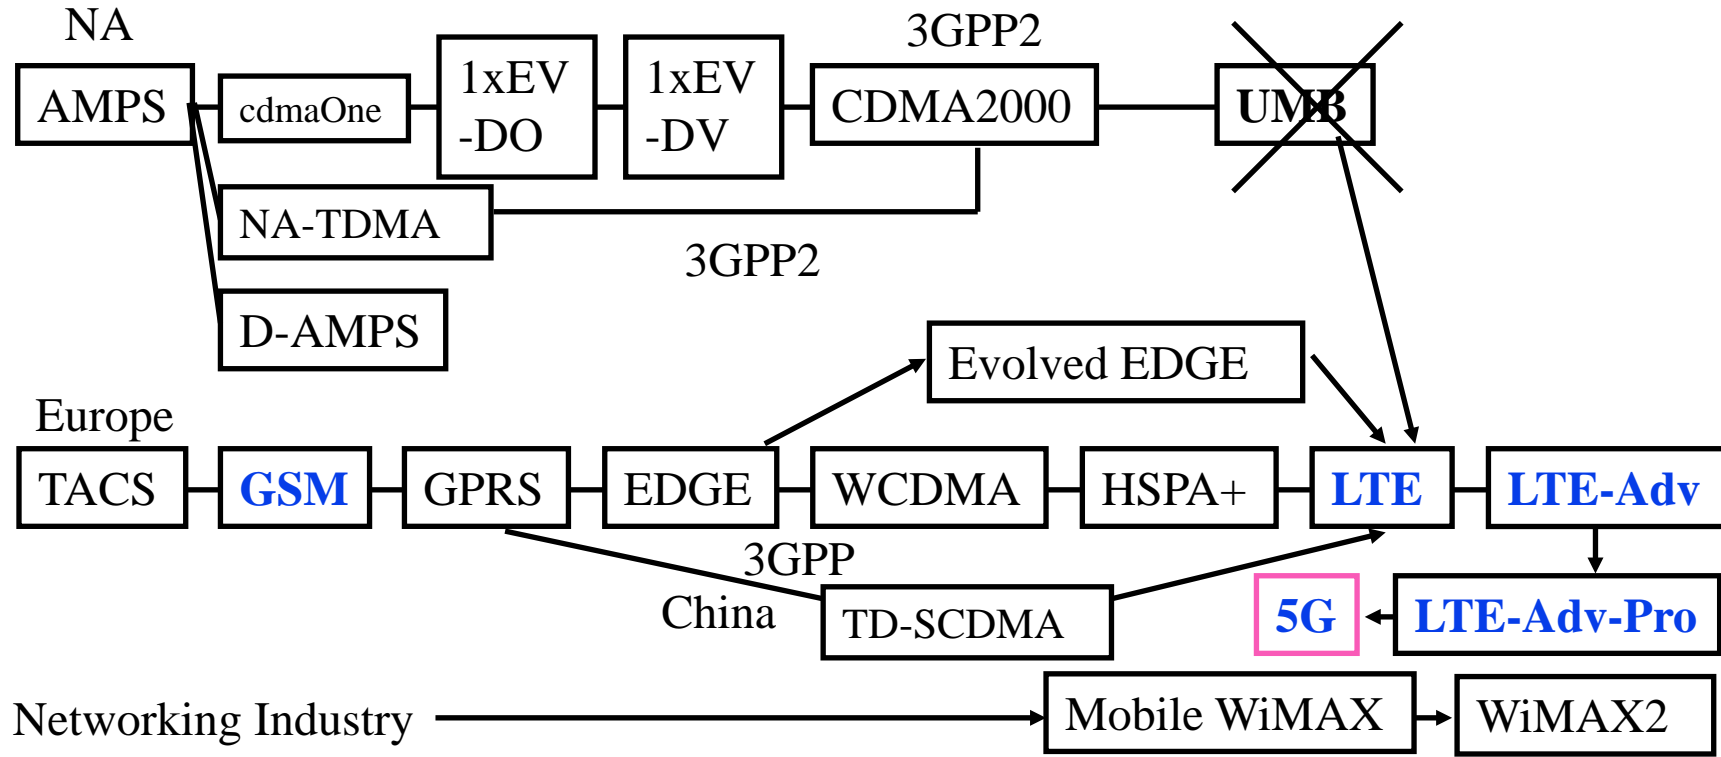 NA
3GPP2
AMPS
cdmaOne
1xEV
-DO
1xEV
-DV
CDMA2000
UMB
NA-TDMA
3GPP2
D-AMPS
Evolved EDGE
Europe
TACS
GSM
GPRS
EDGE
WCDMA
HSPA+
LTE
LTE-Adv
3GPP
China
TD-SCDMA
5G
LTE-Adv-Pro
Networking Industry
Mobile WiMAX
WiMAX2